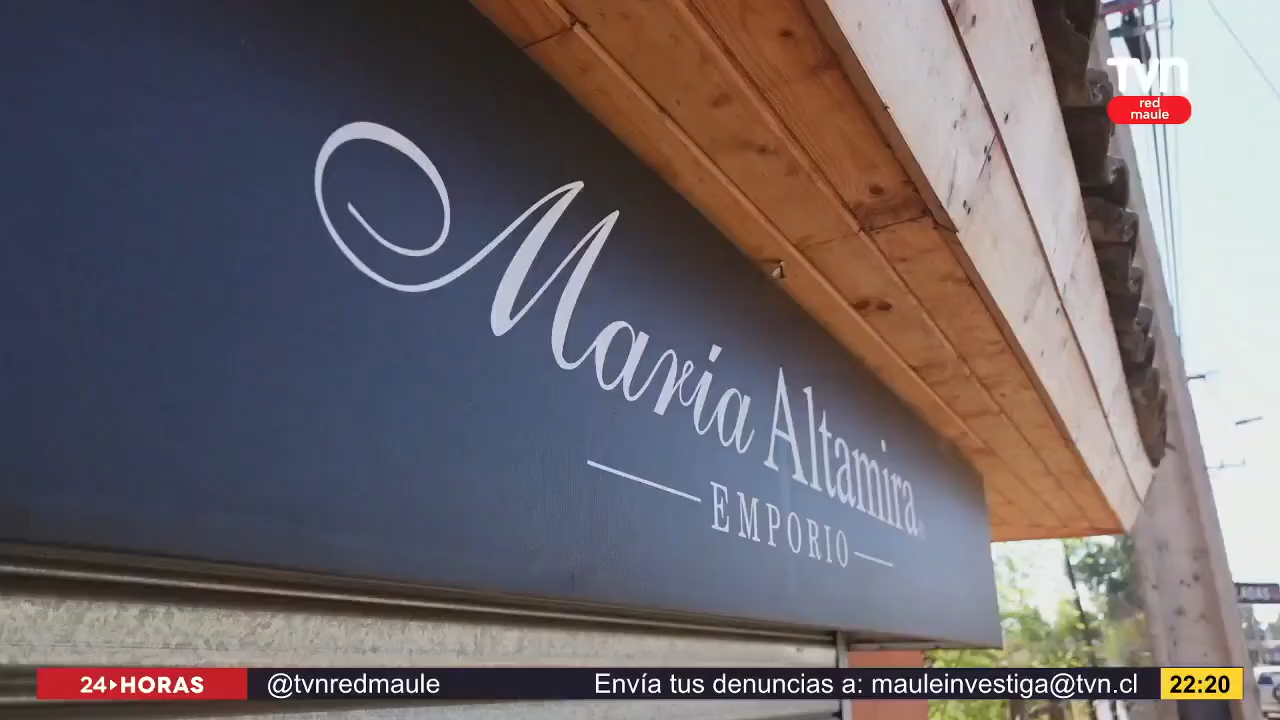 tvn
red
maule
Maria Altamira
EMPORIO
24 HORAS
@tvnredmaule
Envía tus denuncias a: mauleinvestiga@tvn.cl
22:20